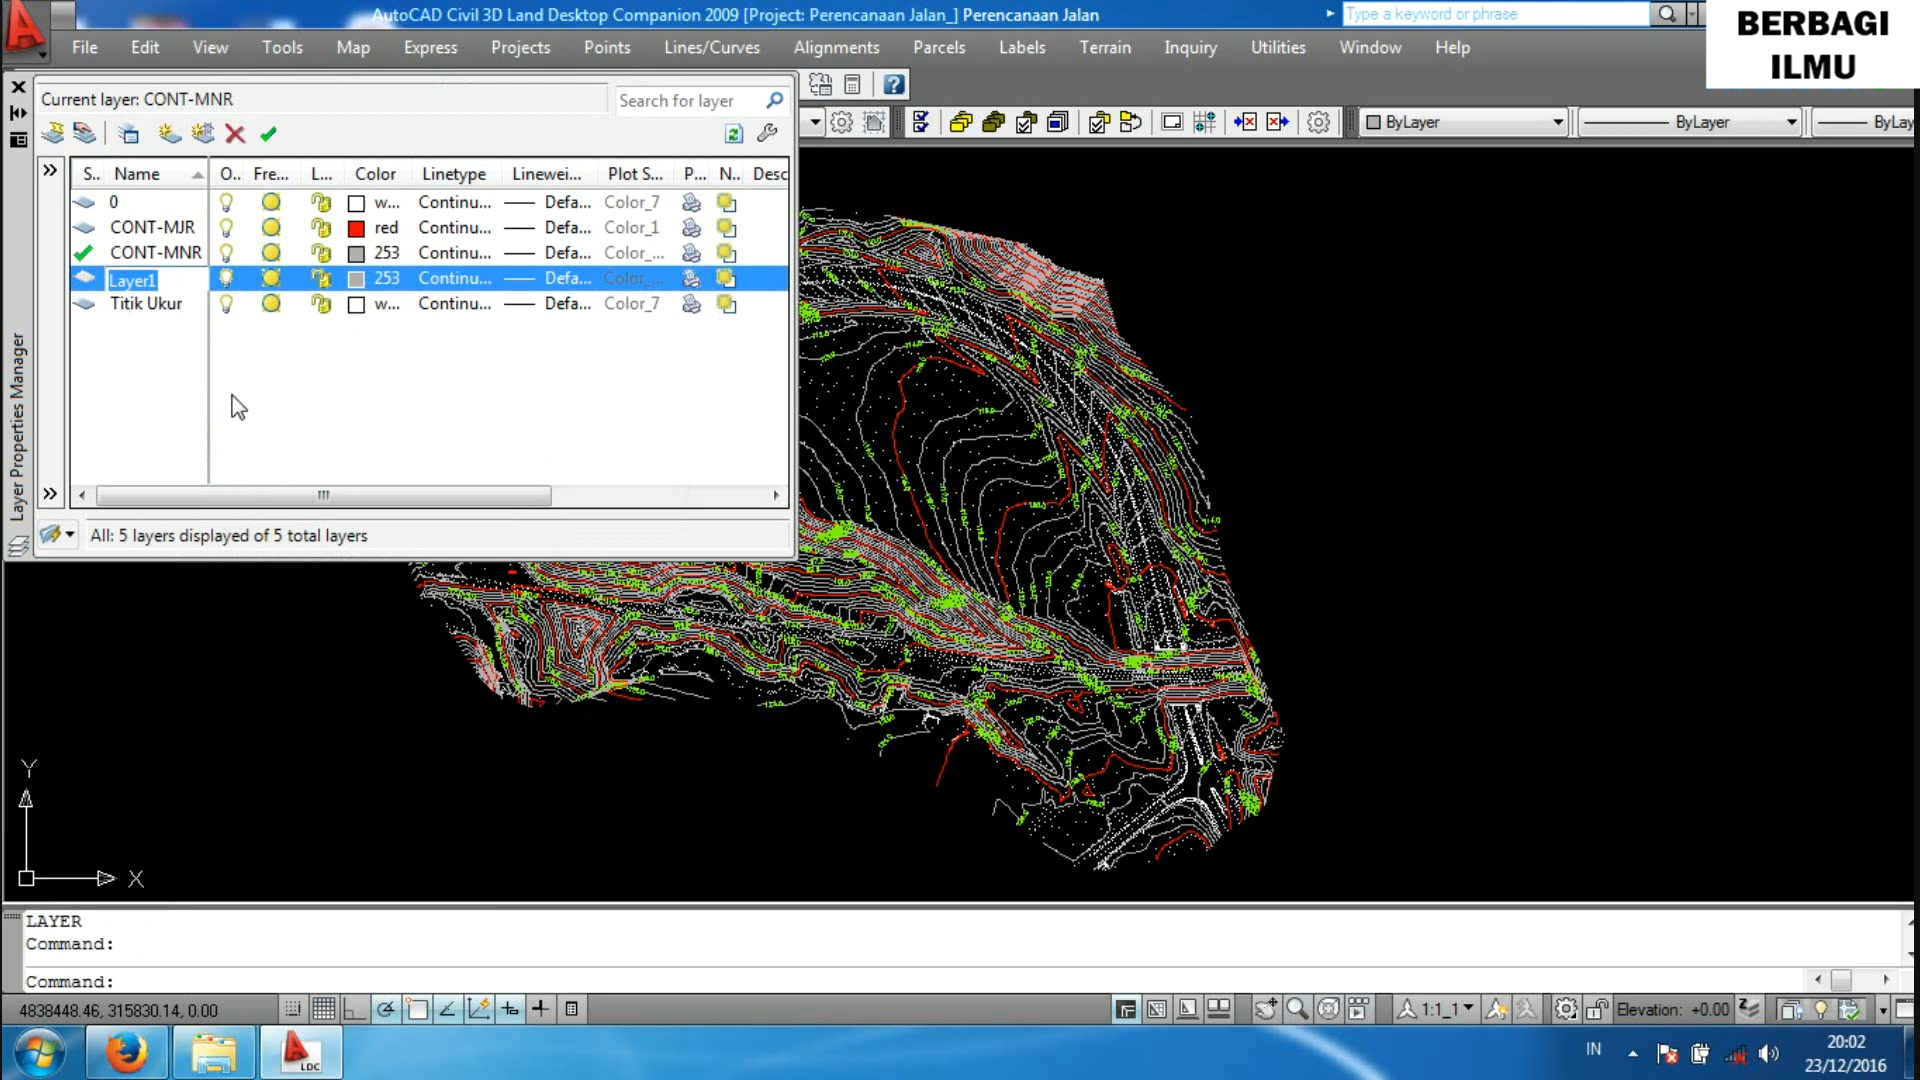 AutoCAD Civil 3D Land Desktop Companion 2009 [Project: Perencanaan Jalan_] Perencanaan Jalan
Type a keyword or phrase
BERBAGI
ILMU
File Edit View Tools Map Express Projects Points Lines/Curves Alignments Parcels Labels Terrain Inquiry Utilities Window Help
Current layer: CONT-MNR
Search for layer
ByLayer
ByLayer
ByLay
S.. Name O.. Fre... L... Color Linetype Linewei... Plot S... P... N.. Desc
0 w... Continu... Defa... Color_7
CONT-MJR red Continu... Defa... Color_1
CONT-MNR 253 Continu... Defa... Color_...
Layer1 253 Continu... Defa... Color_...
Titik Ukur w... Continu... Defa... Color_7
Layer Properties Manager
All: 5 layers displayed of 5 total layers
Y
X
LAYER
Command:
Command:
4838448.46, 315830.14, 0.00
1:1_1
Elevation: +0.00
LDC
IN
20:02
23/12/2016